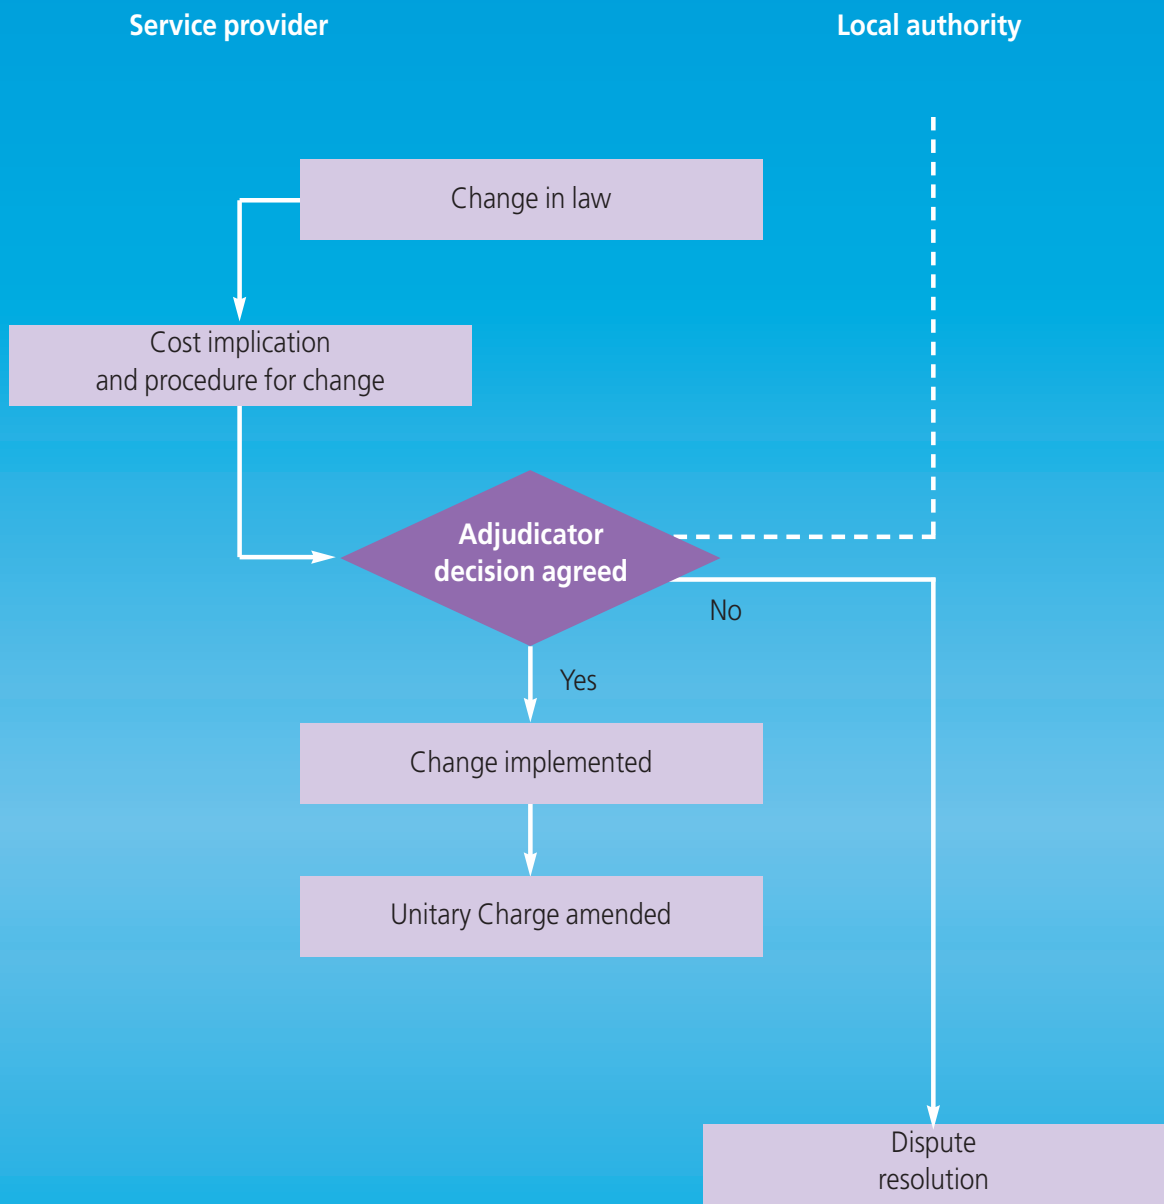 Service provider
Local authority
Change in law
Cost implication
and procedure for change
Adjudicator
decision agreed
No
Yes
Change implemented
Unitary Charge amended
Dispute
resolution